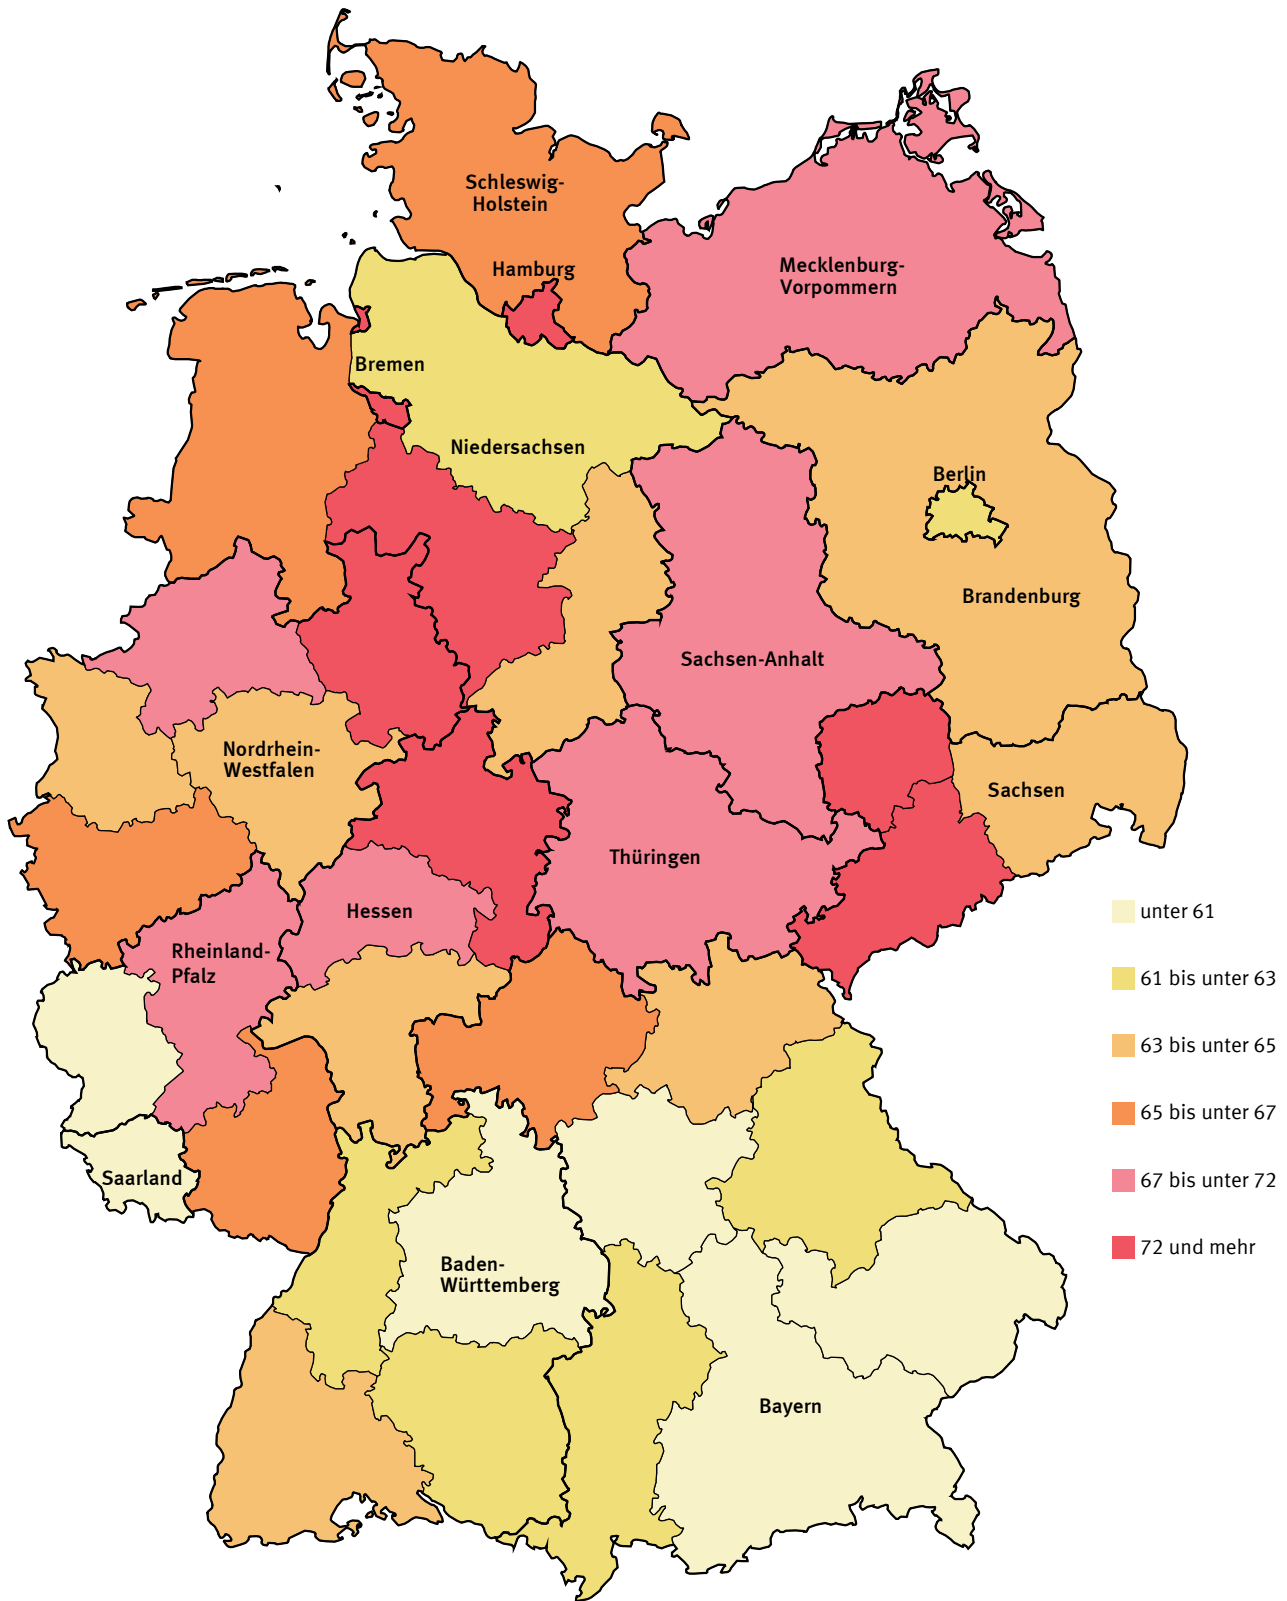 Schleswig-
Holstein
Hamburg
Mecklenburg-
Vorpommern
Bremen
Niedersachsen
Berlin
Brandenburg
Sachsen-Anhalt
Nordrhein-
Westfalen
Sachsen
Thüringen
Hessen
Rheinland-
Pfalz
Saarland
Baden-
Württemberg
Bayern
unter 61
61 bis unter 63
63 bis unter 65
65 bis unter 67
67 bis unter 72
72 und mehr